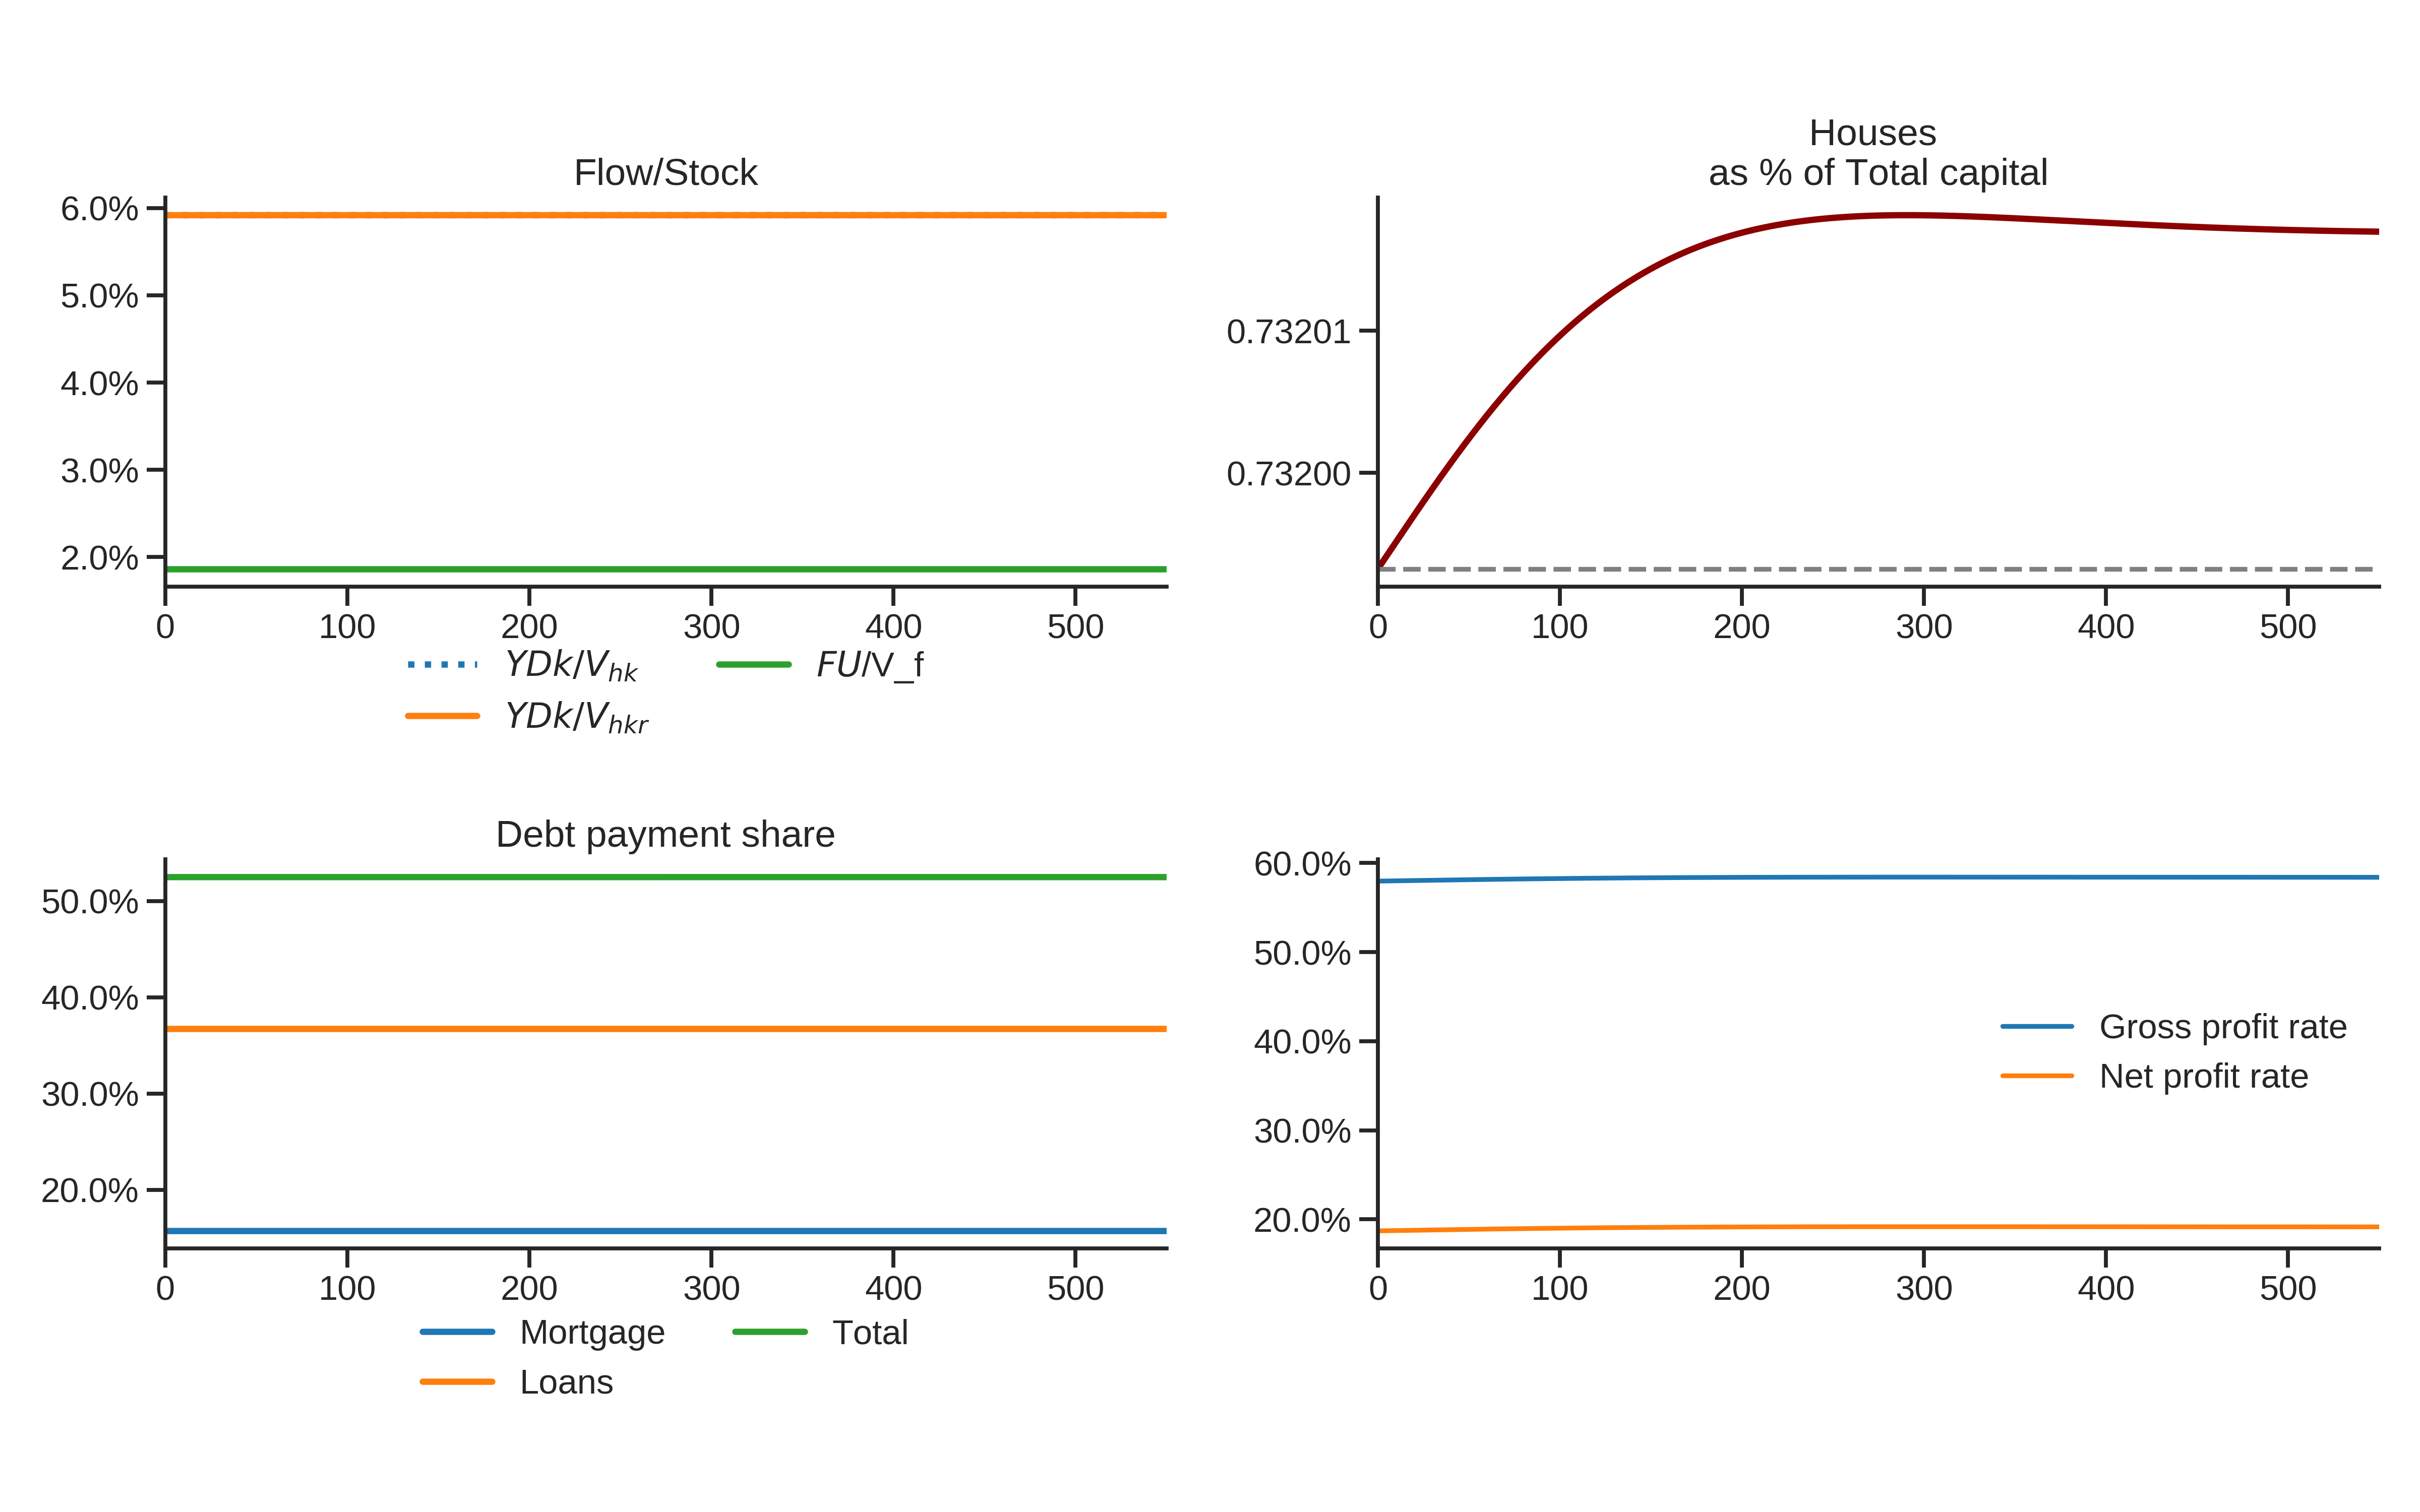 Flow/Stock
6.0%
5.0%
4.0%
3.0%
2.0%
0 100 200 300 400 500
YDk/V_hk FU/V_f
YDk/V_hkr
Houses
as % of Total capital
0.73201
0.73200
0 100 200 300 400 500
Debt payment share
50.0%
40.0%
30.0%
20.0%
0 100 200 300 400 500
Mortgage Total
Loans
60.0%
50.0%
40.0%
30.0%
20.0%
Gross profit rate
Net profit rate
0 100 200 300 400 500